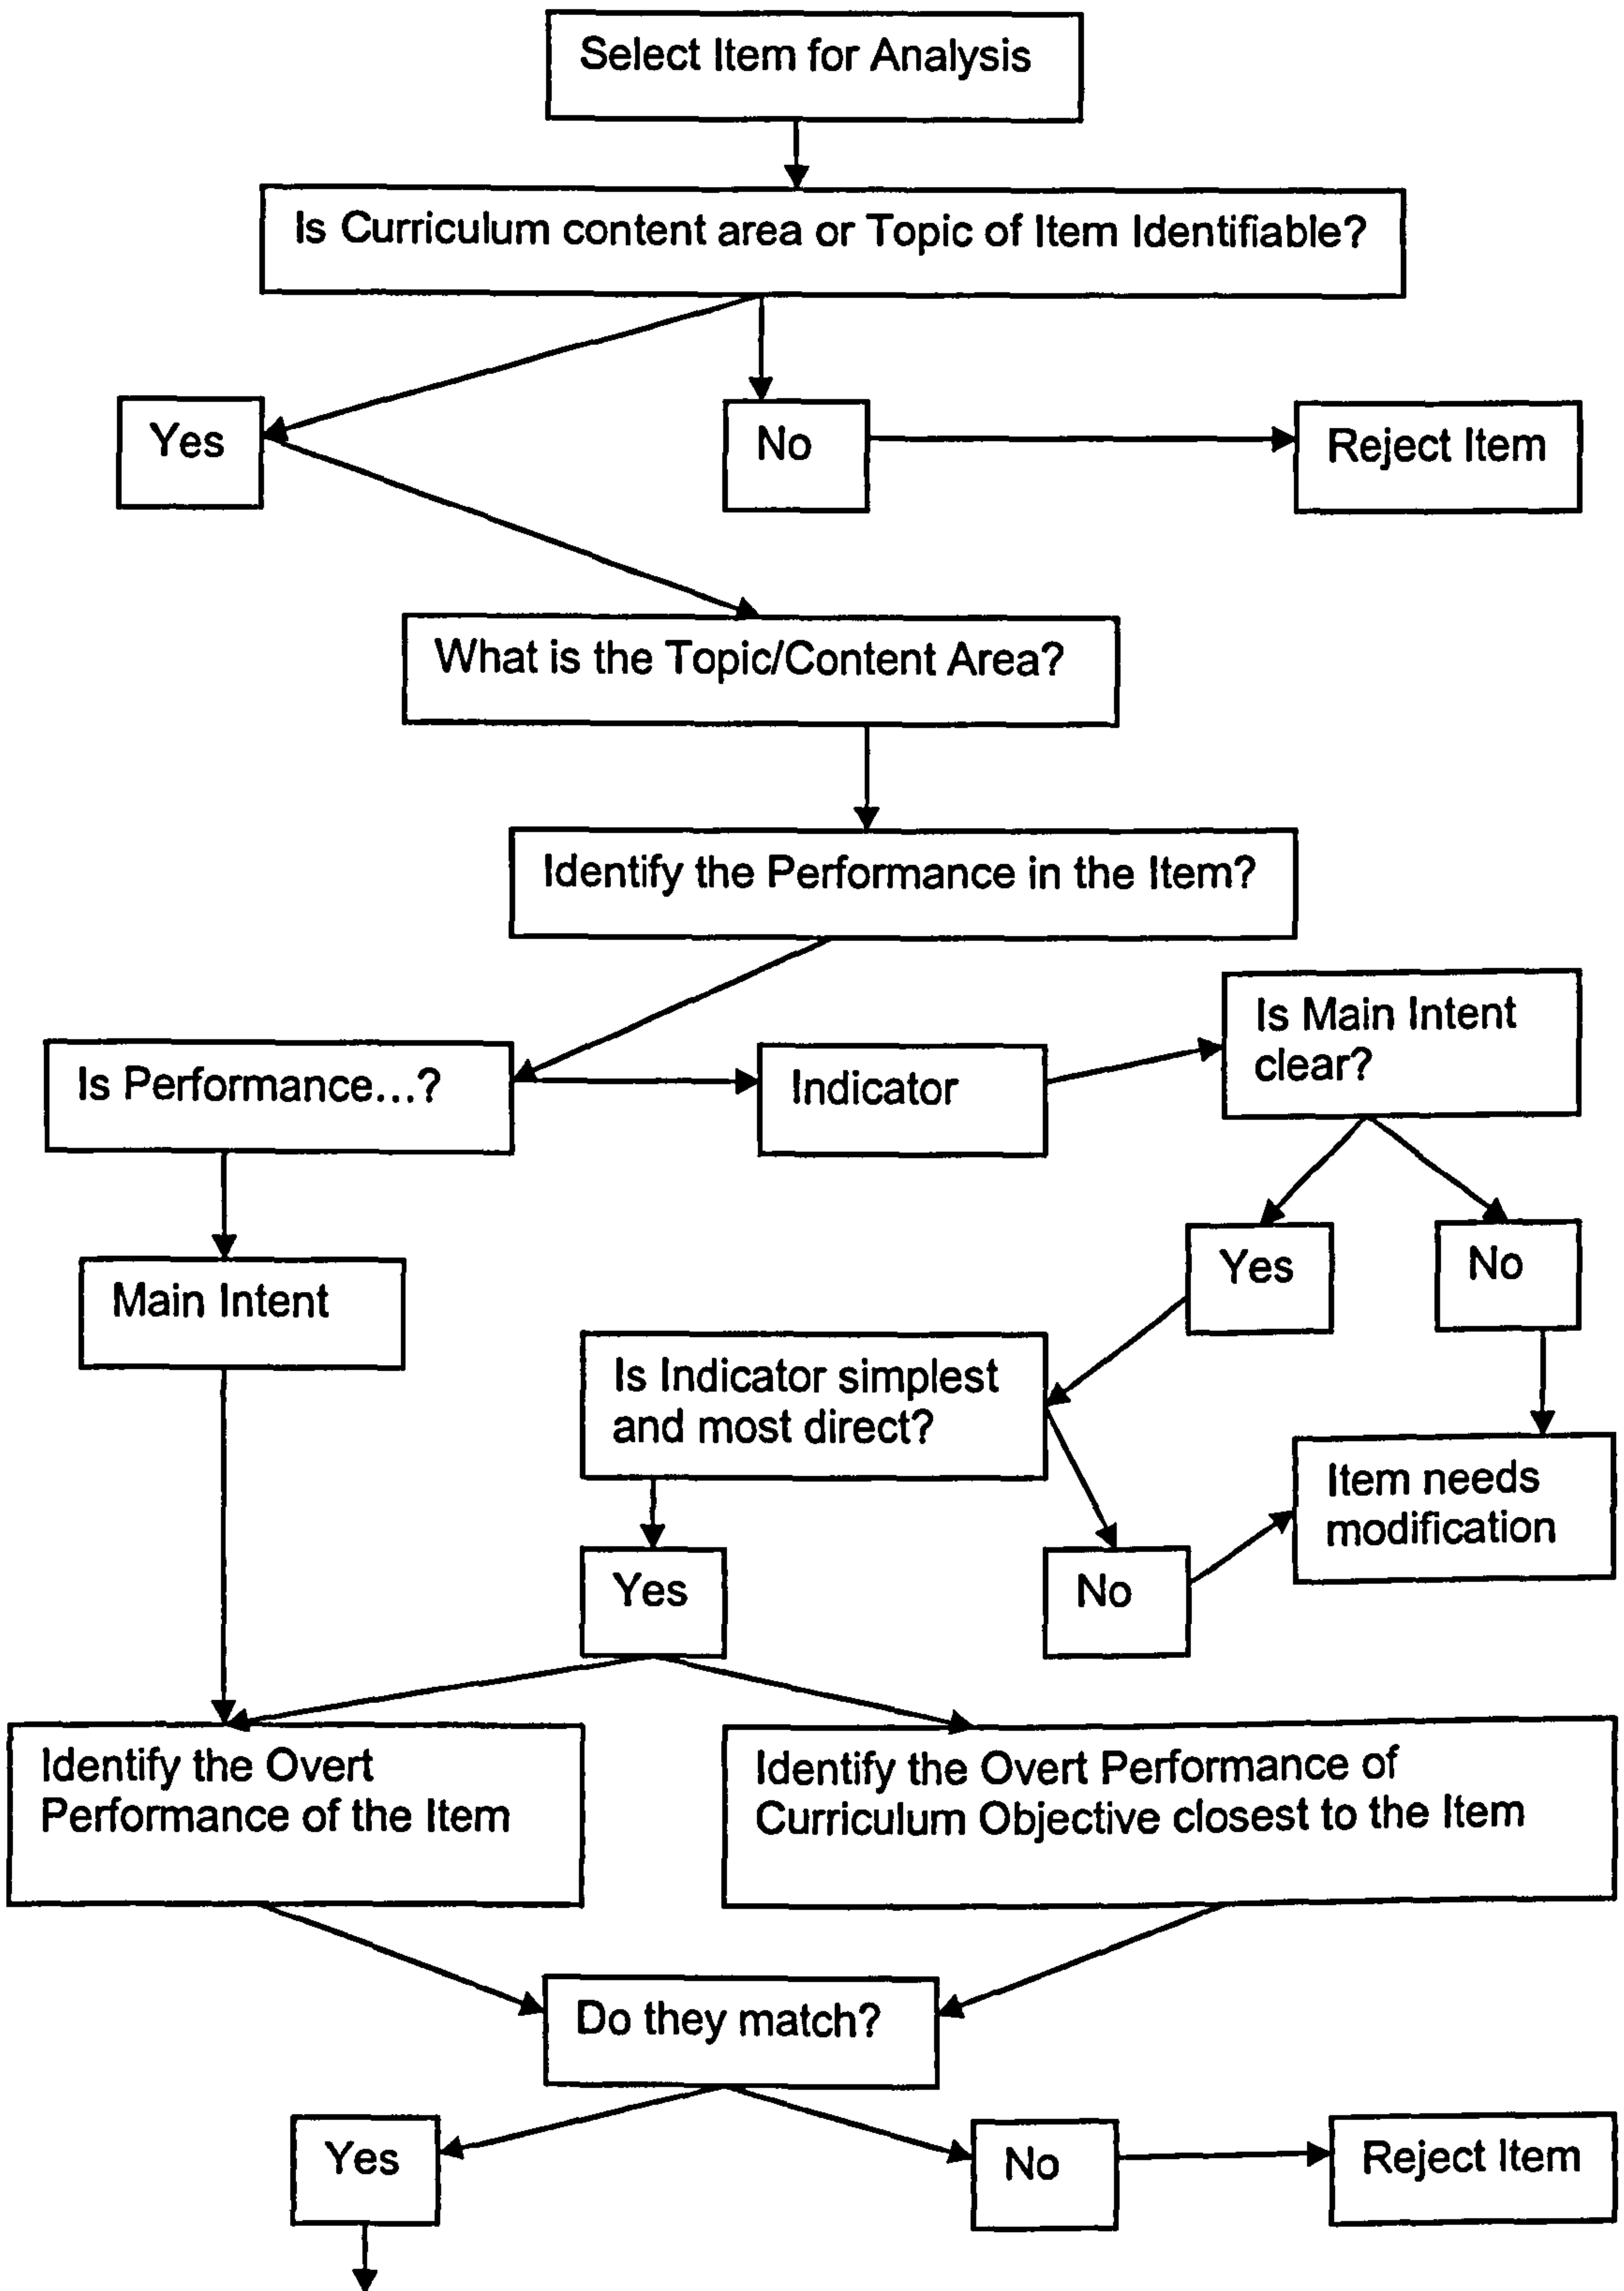 Select Item for Analysis
Is Curriculum content area or Topic of Item Identifiable?
Yes
No
Reject Item
What is the Topic/Content Area?
Identify the Performance in the Item?
Is Main Intent
clear?
Is Performance...?
Indicator
Yes
No
Main Intent
Is Indicator simplest
and most direct?
Item needs
modification
Yes
No
Identify the Overt
Performance of the Item
Identify the Overt Performance of
Curriculum Objective closest to the Item
Do they match?
Yes
No
Reject Item